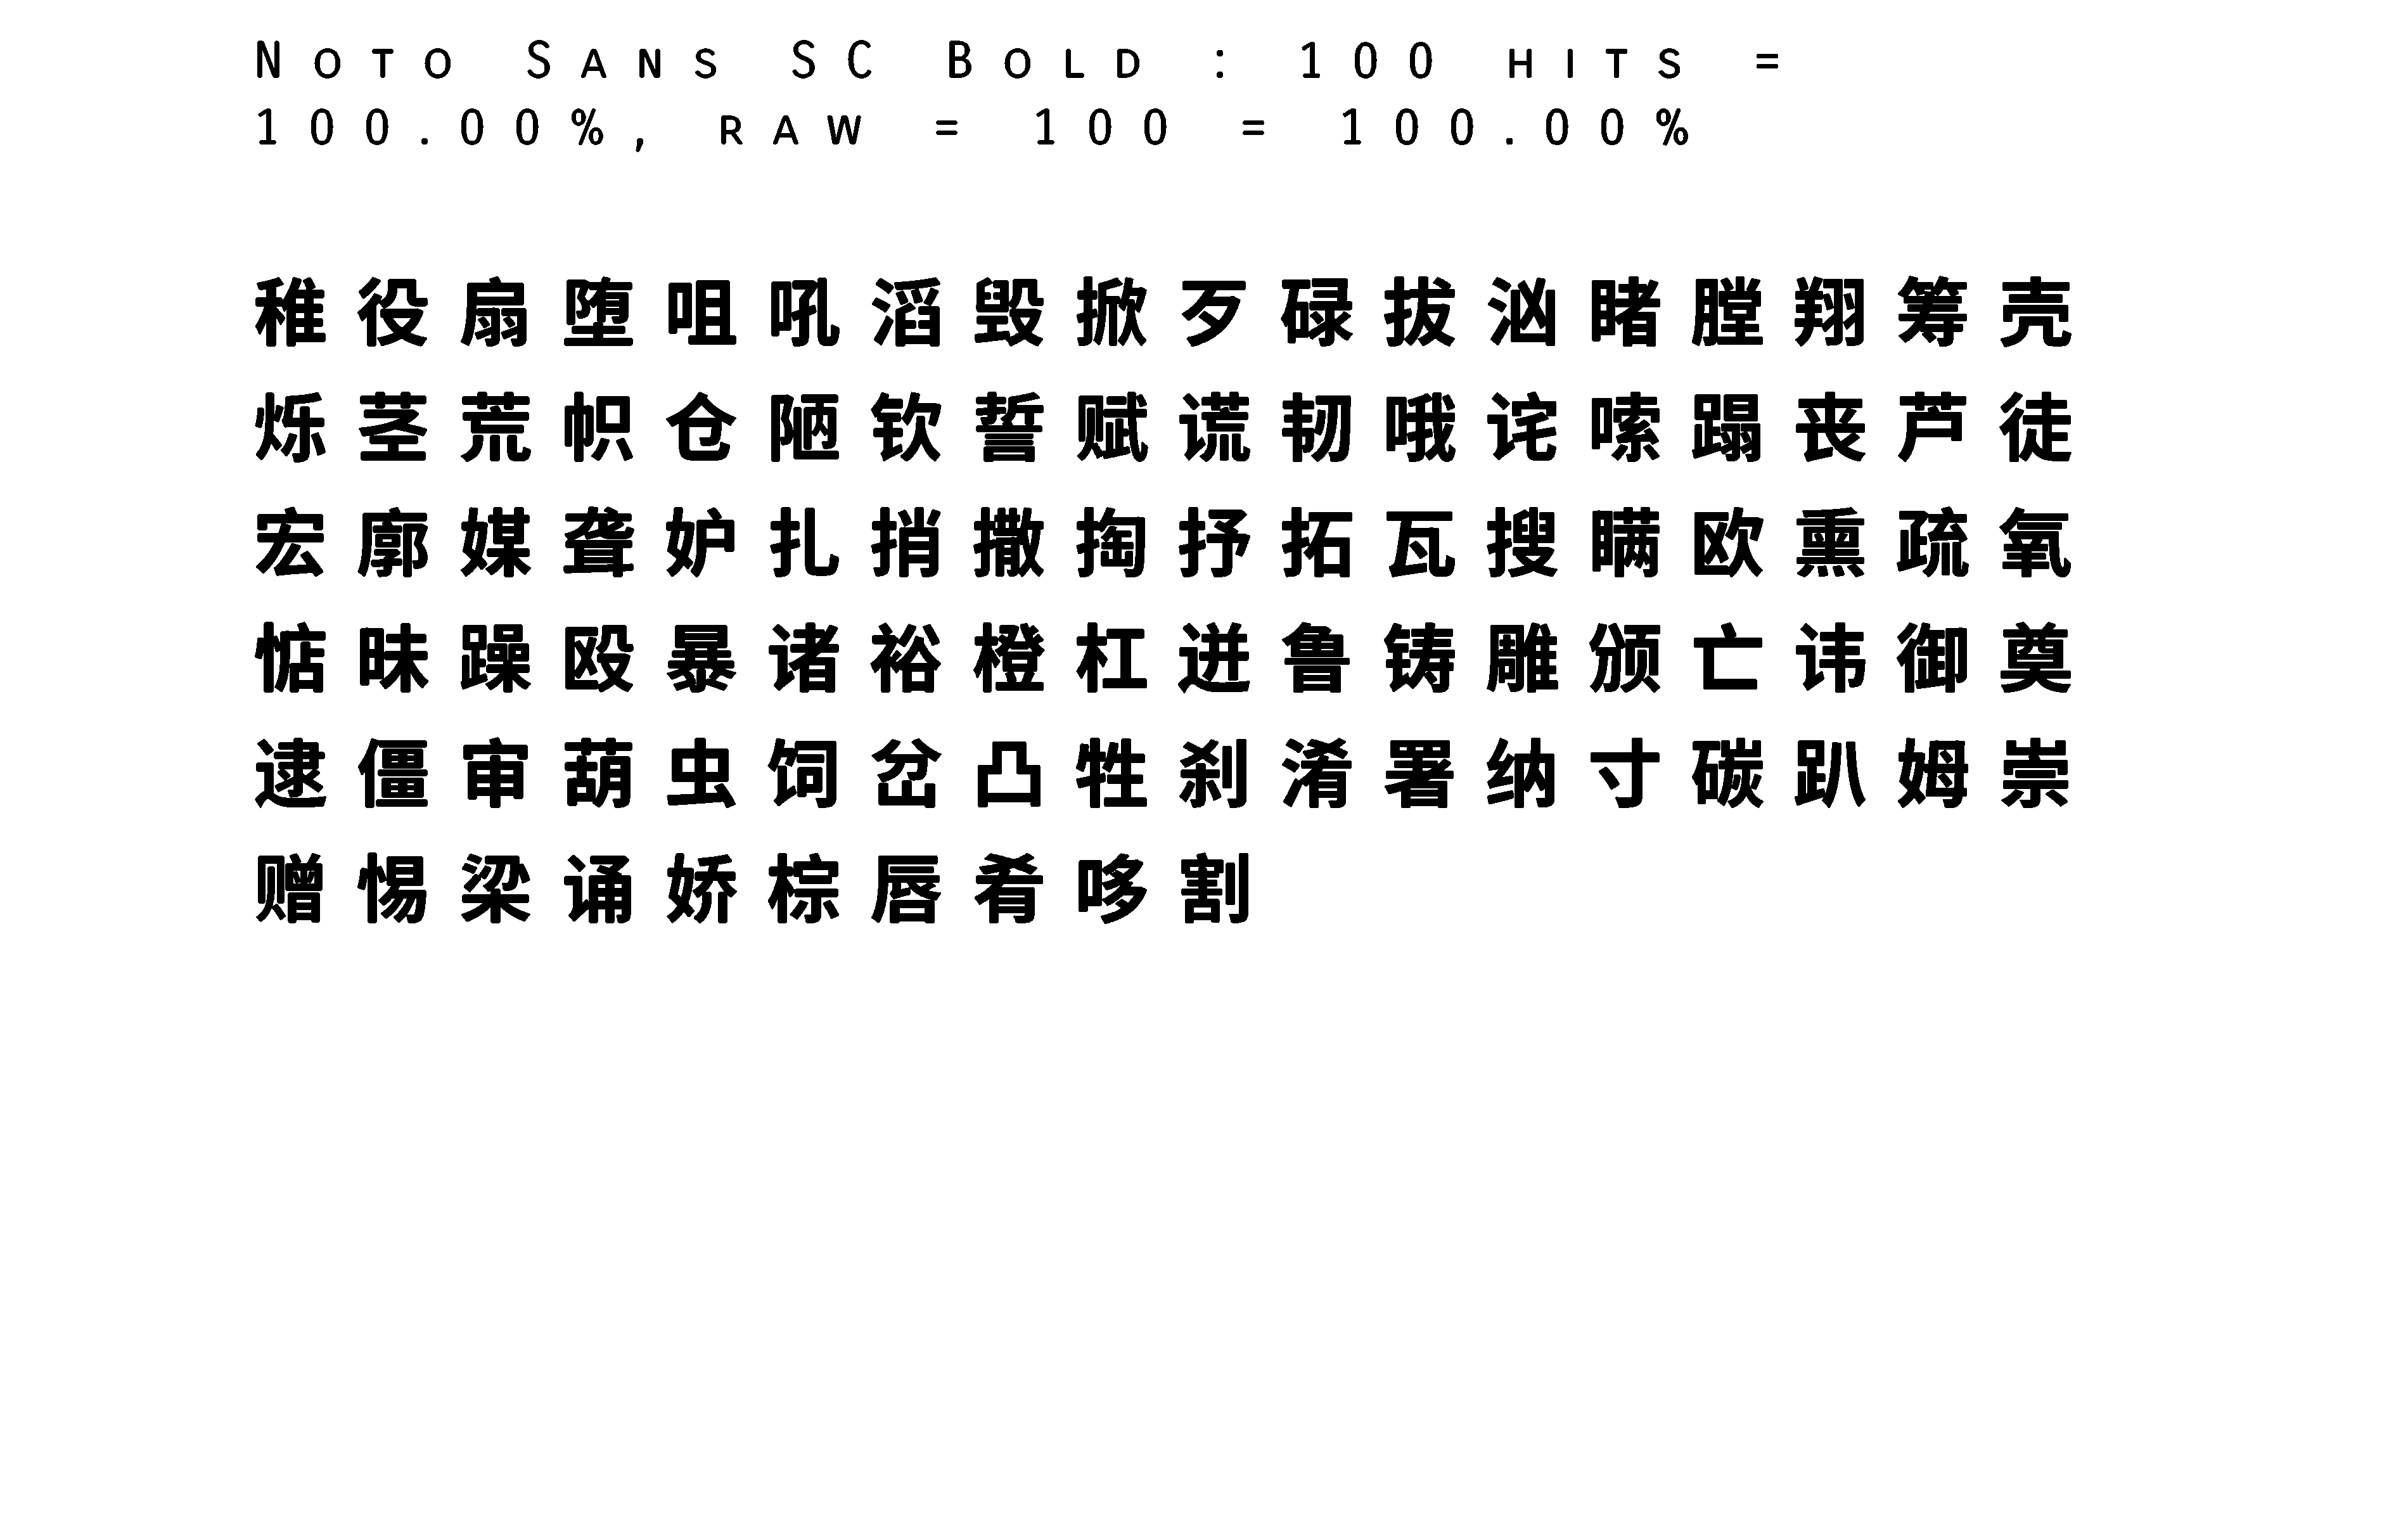 Noto Sans SC Bold : 100 hits =
100.00%, raw = 100 = 100.00%
稚役扇堕咀吼滔毁掀歹碌拔汹睹膛翔筹壳
烁茎荒帜仓陋钦誓赋谎韧哦诧嗦蹋丧芦徒
宏廓媒聋妒扎捎撒掏抒拓瓦搜瞒欧熏疏氧
惦昧躁殴暴诸裕橙杠迸鲁铸雕颁亡讳御奠
逮僵审葫虫饲岔凸牲刹淆署纳寸碳趴姆崇
赠惕梁诵娇棕唇肴哆割